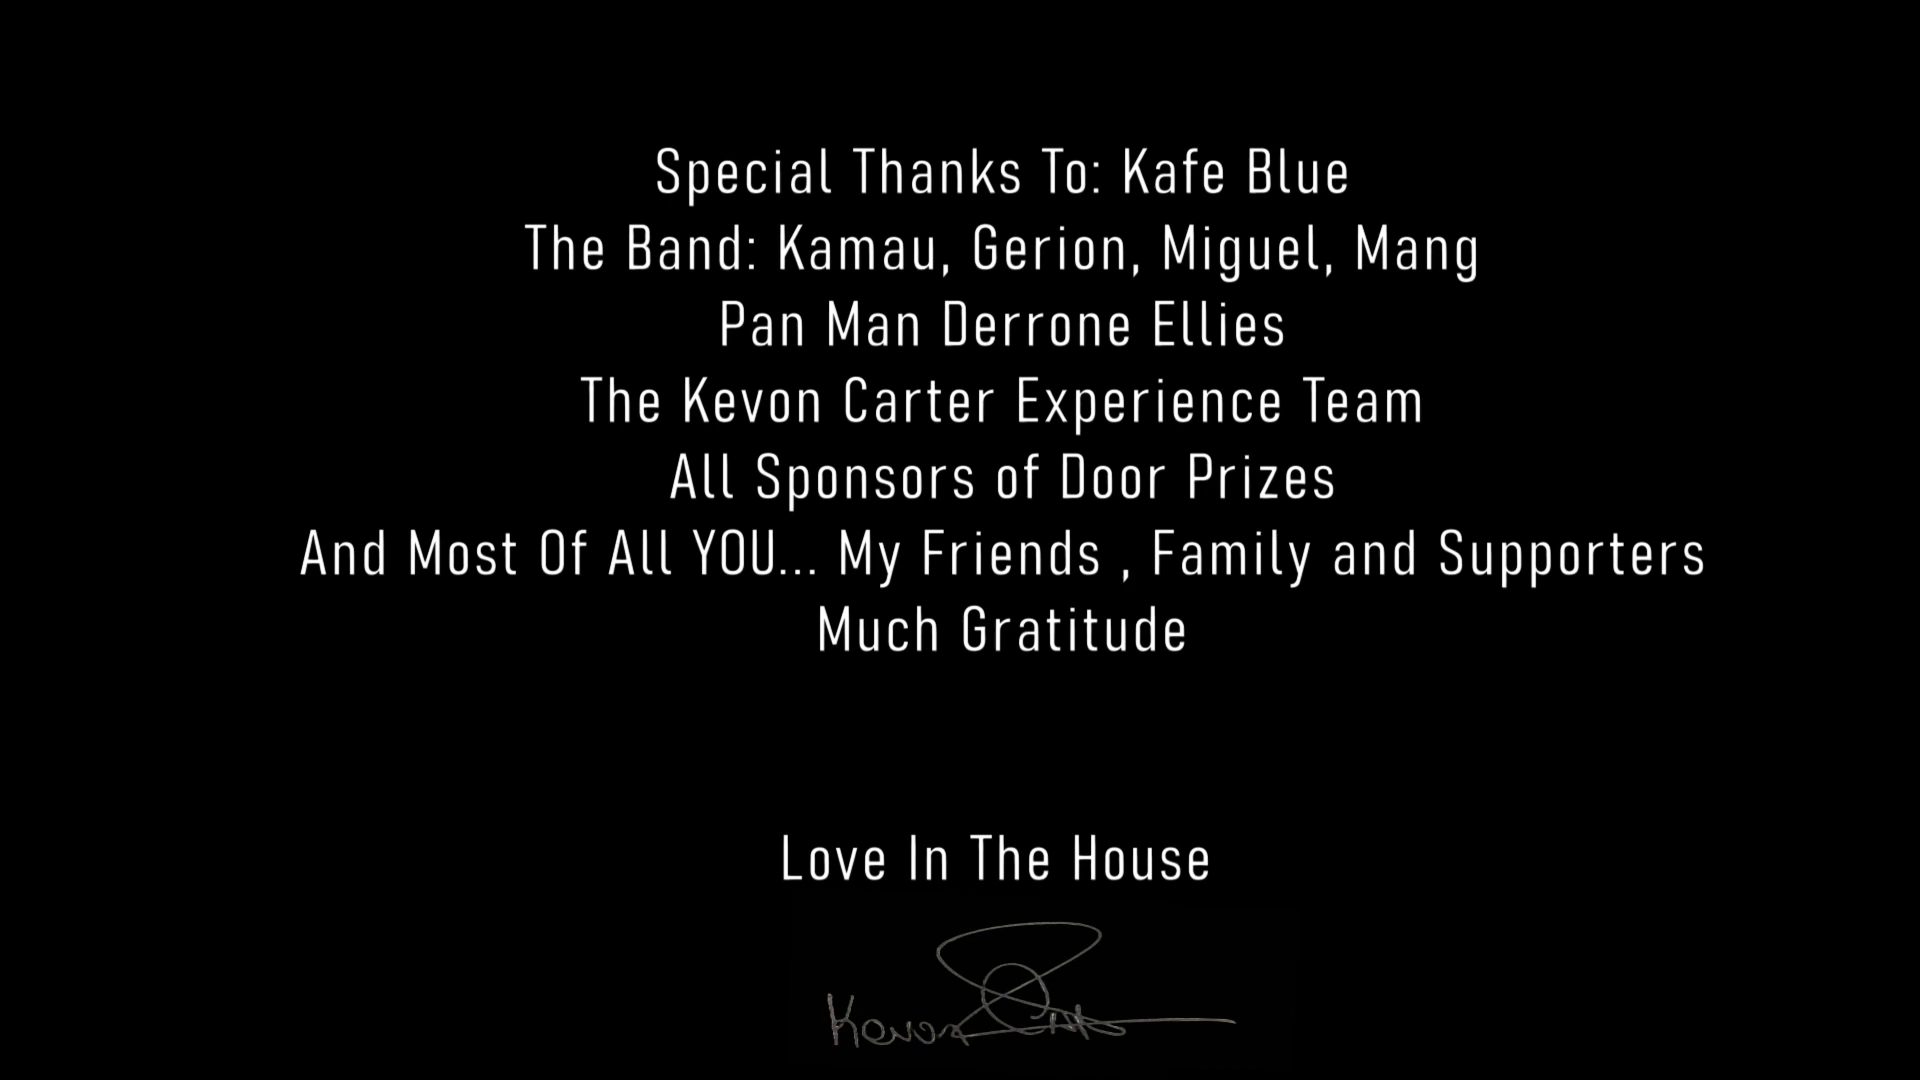 Special Thanks To: Kafe Blue
The Band: Kamau, Gerion, Miguel, Mang
Pan Man Derrone Ellies
The Kevon Carter Experience Team
All Sponsors of Door Prizes
And Most Of All YOU... My Friends , Family and Supporters
Much Gratitude
Love In The House
Kevon